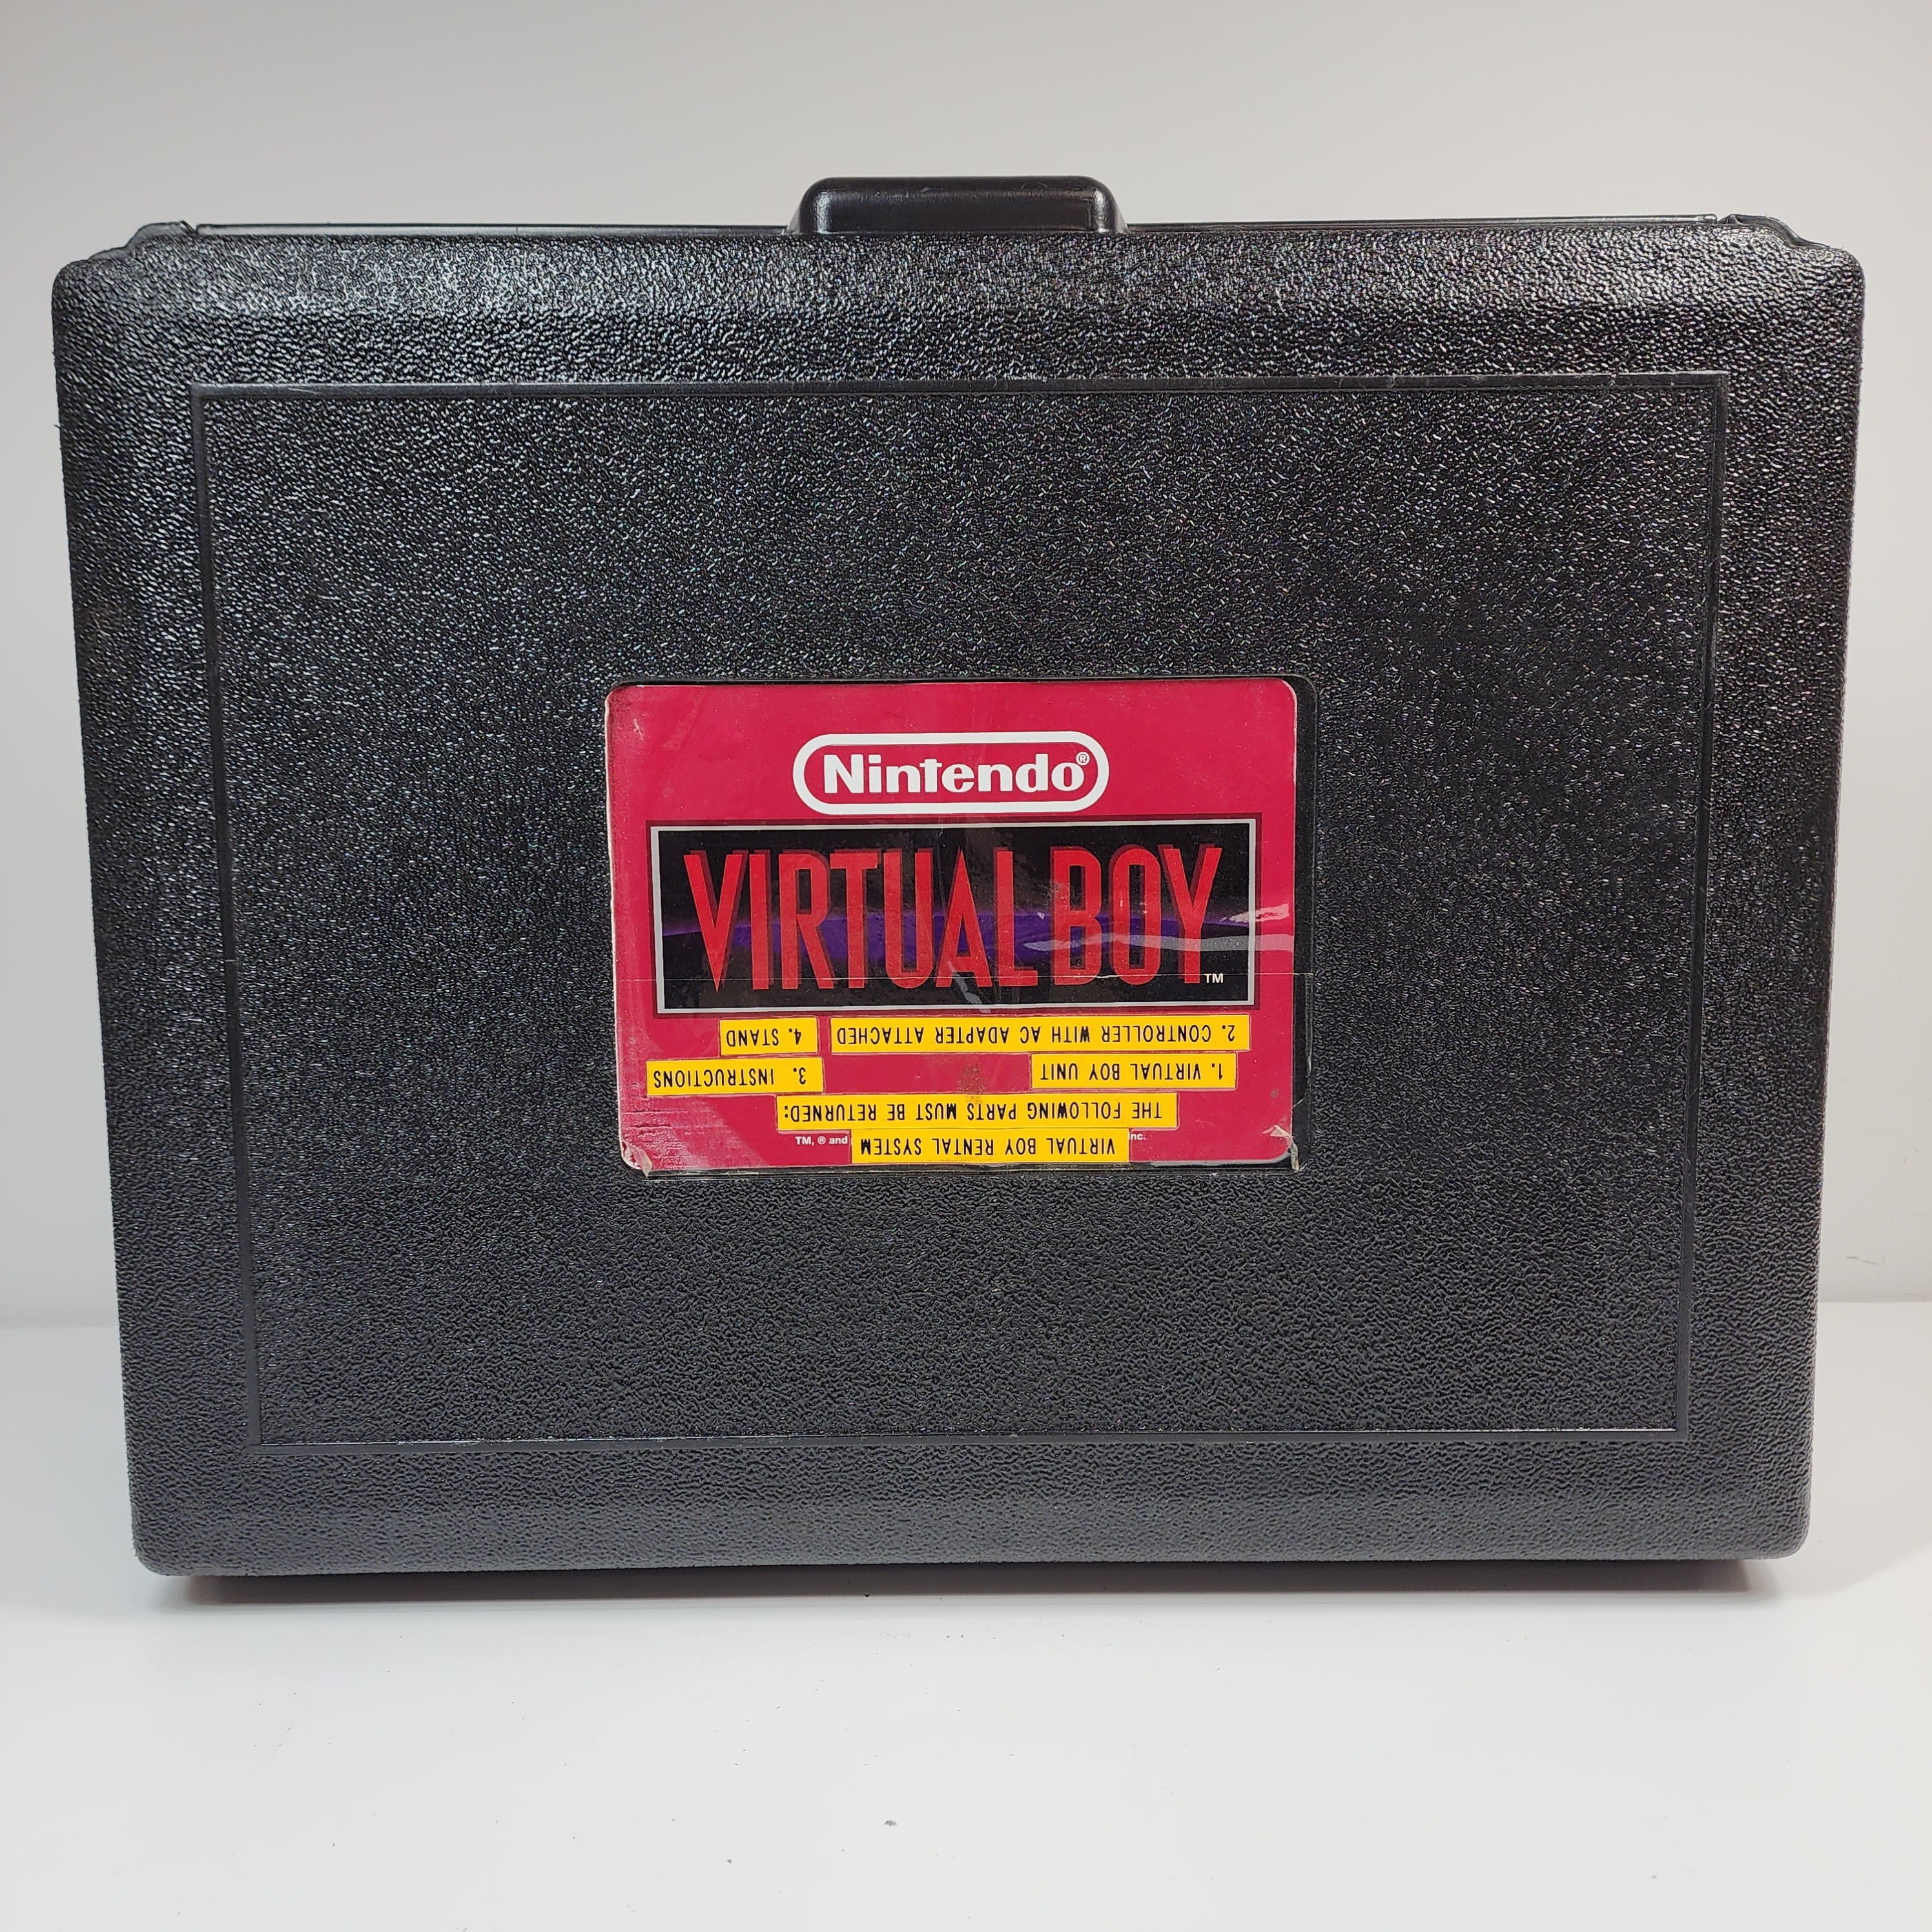 Nintendo®
VIRTUAL BOY™
VIRTUAL BOY RENTAL SYSTEM
THE FOLLOWING PARTS MUST BE RETURNED:
1. VIRTUAL BOY UNIT 3. INSTRUCTIONS
2. CONTROLLER WITH AC ADAPTER ATTACHED 4. STAND
TM, ® and Inc.